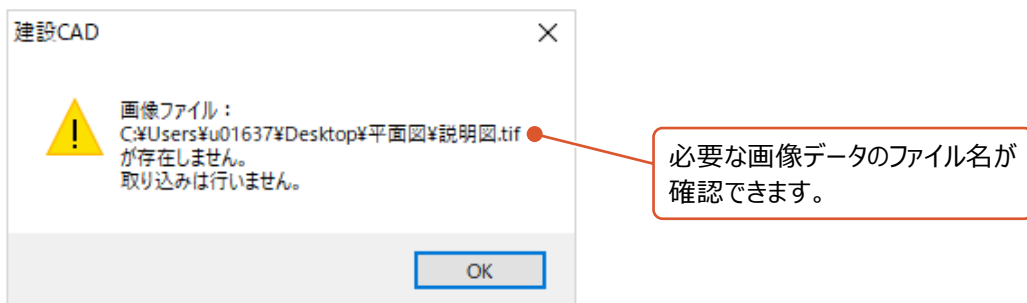 建設CAD
画像ファイル：
C:¥Users¥u01637¥Desktop¥平面図¥説明図.tif
が存在しません。
取り込みは行いません。
必要な画像データのファイル名が
確認できます。
OK